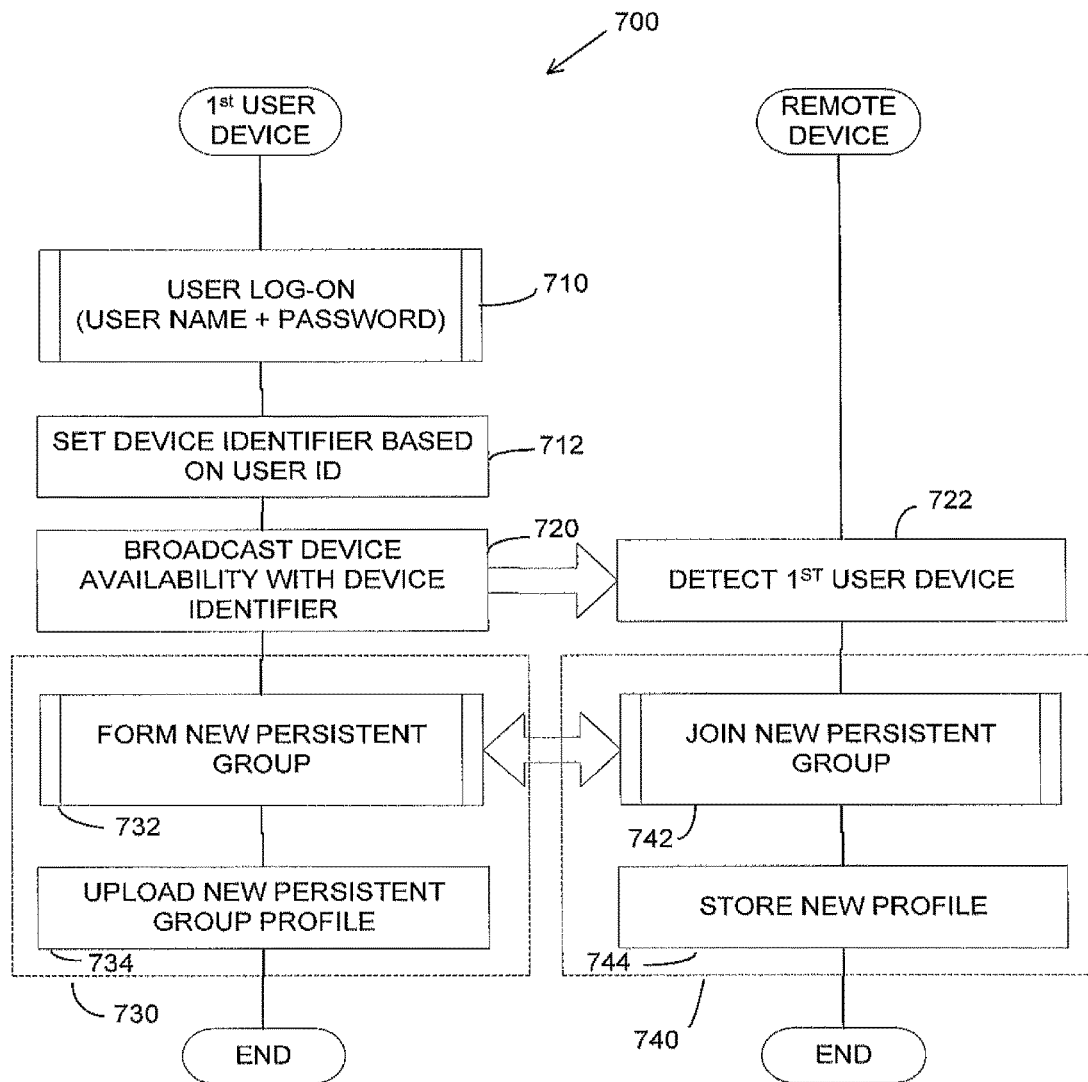 700
1st USER
DEVICE
REMOTE
DEVICE
USER LOG-ON
(USER NAME + PASSWORD)
710
SET DEVICE IDENTIFIER BASED
ON USER ID
712
BROADCAST DEVICE
AVAILABILITY WITH DEVICE
IDENTIFIER
720
722
DETECT 1ST USER DEVICE
FORM NEW PERSISTENT
GROUP
732
JOIN NEW PERSISTENT
GROUP
742
UPLOAD NEW PERSISTENT
GROUP PROFILE
734
STORE NEW PROFILE
744
730
740
END
END